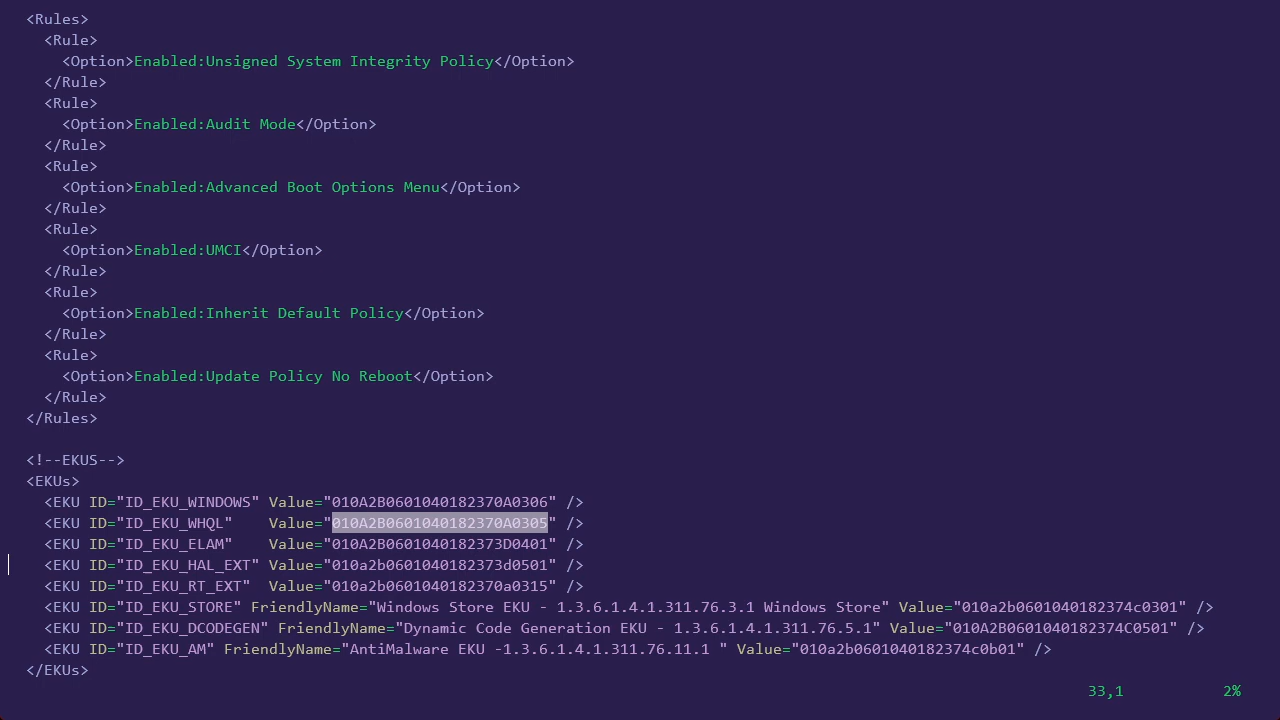 <Rules>
<Rule>
<Option>Enabled:Unsigned System Integrity Policy</Option>
</Rule>
<Rule>
<Option>Enabled:Audit Mode</Option>
</Rule>
<Rule>
<Option>Enabled:Advanced Boot Options Menu</Option>
</Rule>
<Rule>
<Option>Enabled:UMCI</Option>
</Rule>
<Rule>
<Option>Enabled:Inherit Default Policy</Option>
</Rule>
<Rule>
<Option>Enabled:Update Policy No Reboot</Option>
</Rule>
</Rules>
<!--EKUS-->
<EKUs>
<EKU ID="ID_EKU_WINDOWS" Value="010A2B0601040182370A0306" />
<EKU ID="ID_EKU_WHQL"    Value="010A2B0601040182370A0305" />
<EKU ID="ID_EKU_ELAM"    Value="010A2B0601040182373D0401" />
<EKU ID="ID_EKU_HAL_EXT" Value="010a2b0601040182373d0501" />
<EKU ID="ID_EKU_RT_EXT"  Value="010a2b0601040182370a0315" />
<EKU ID="ID_EKU_STORE" FriendlyName="Windows Store EKU - 1.3.6.1.4.1.311.76.3.1 Windows Store" Value="010a2b0601040182374c0301" />
<EKU ID="ID_EKU_DCODEGEN" FriendlyName="Dynamic Code Generation EKU - 1.3.6.1.4.1.311.76.5.1" Value="010A2B0601040182374C0501" />
<EKU ID="ID_EKU_AM" FriendlyName="AntiMalware EKU -1.3.6.1.4.1.311.76.11.1 " Value="010a2b0601040182374c0b01" />
</EKUs>
33,1 2%